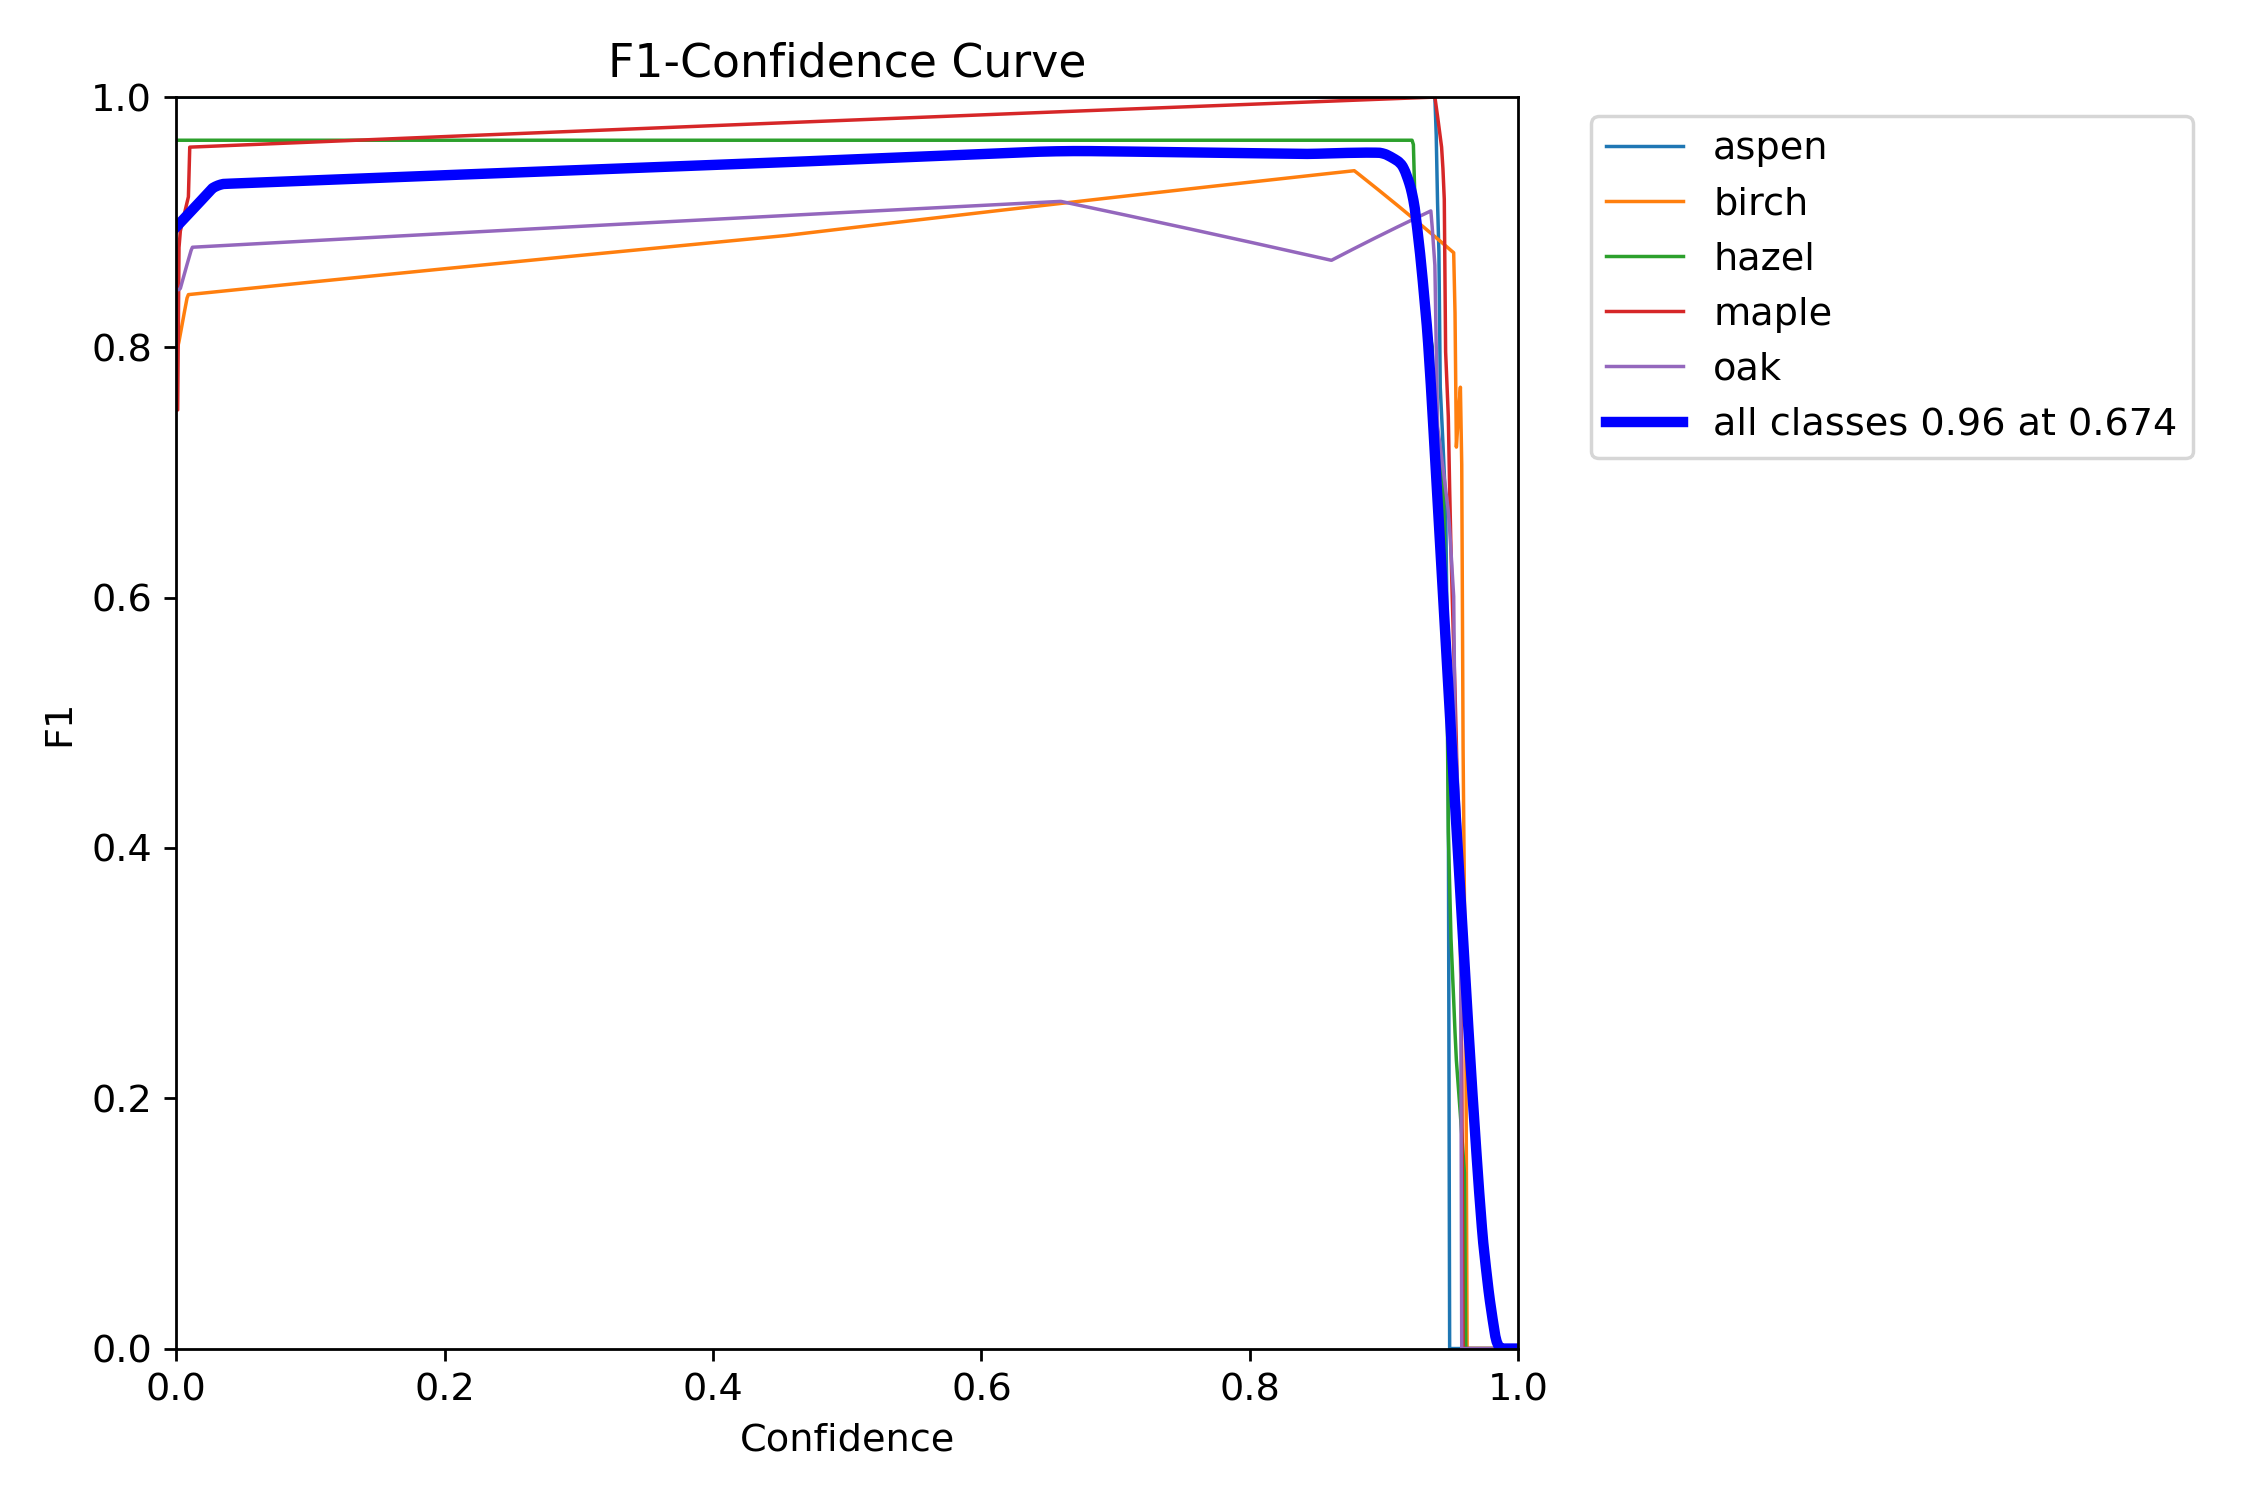 F1-Confidence Curve
1.0
0.8
0.6
0.4
0.2
0.0
F1
0.0 0.2 0.4 0.6 0.8 1.0
Confidence
aspen
birch
hazel
maple
oak
all classes 0.96 at 0.674